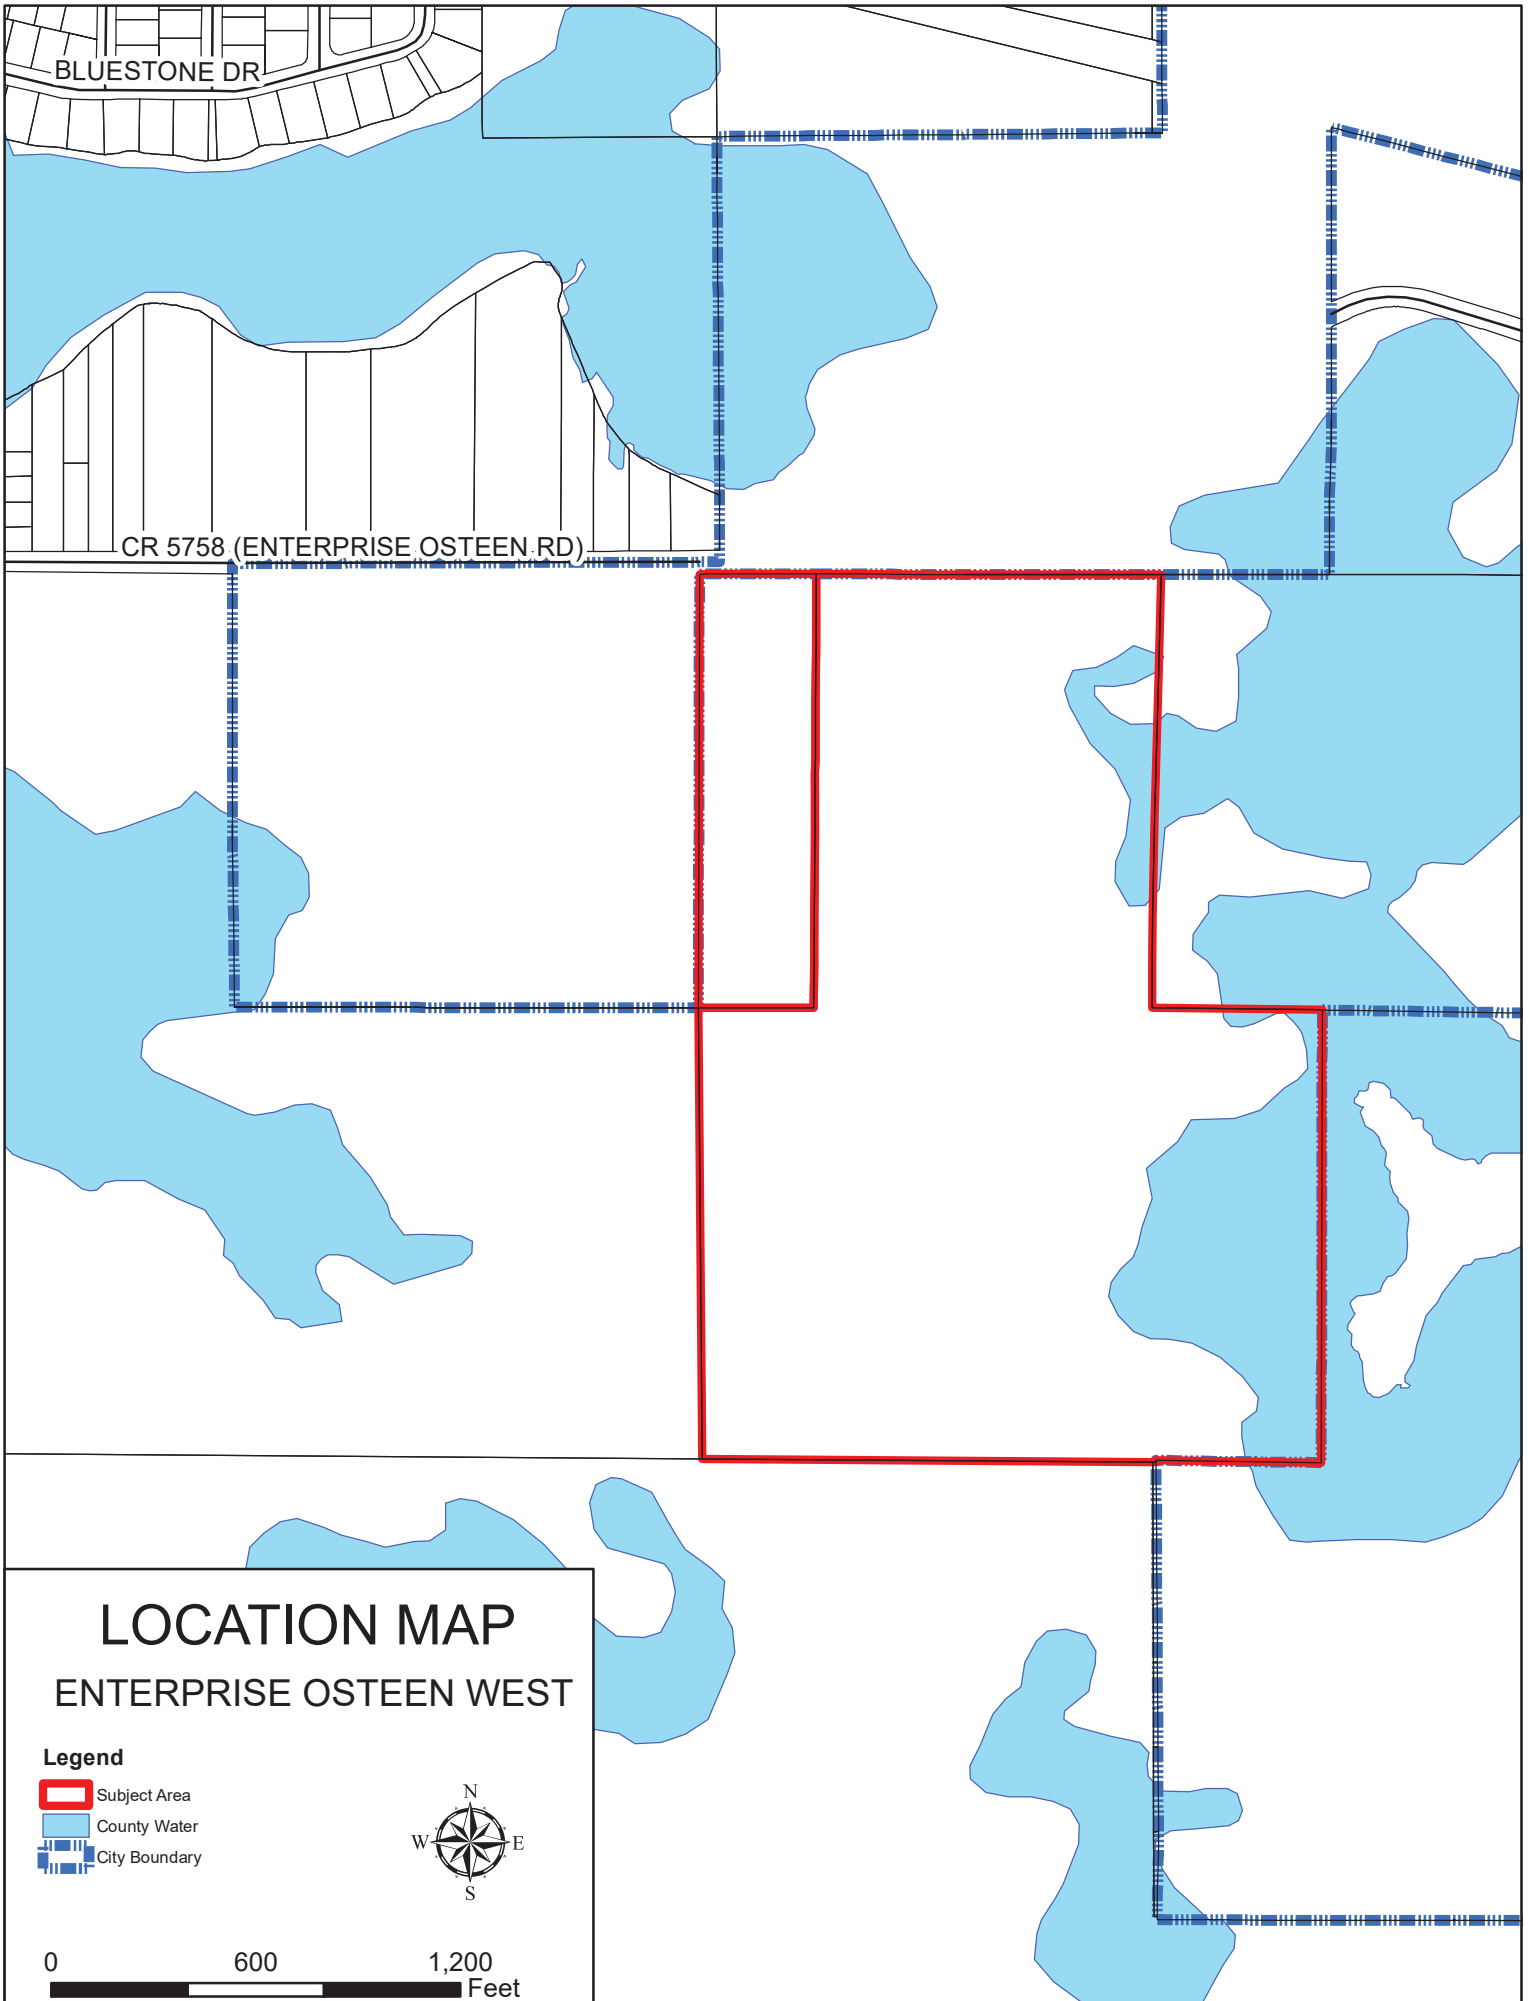 BLUESTONE DR
CR 5758 (ENTERPRISE OSTEEN RD)
LOCATION MAP
ENTERPRISE OSTEEN WEST
Legend
Subject Area
County Water
City Boundary
N
W E
S
0 600 1,200
Feet